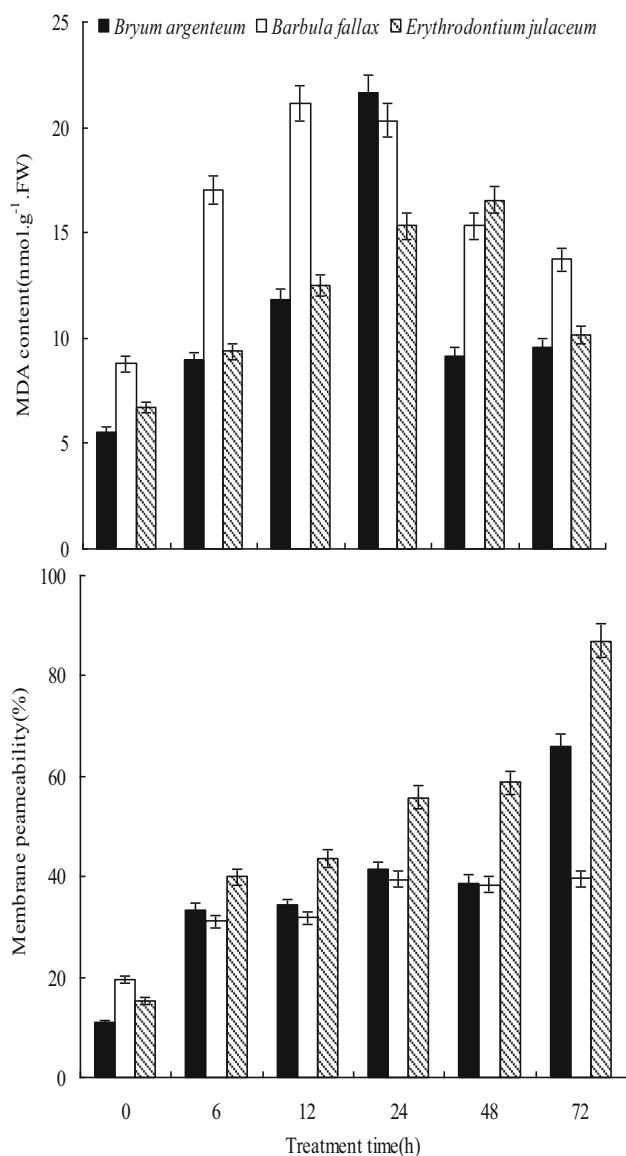 Bryum argenteum Barbula fallax Erythrodontium julaceum
25
20
15
10
5
0
MDA content(nmol.g-1.FW)
100
80
60
40
20
0
Membrane peameability(%)
0 6 12 24 48 72
Treatment time(h)